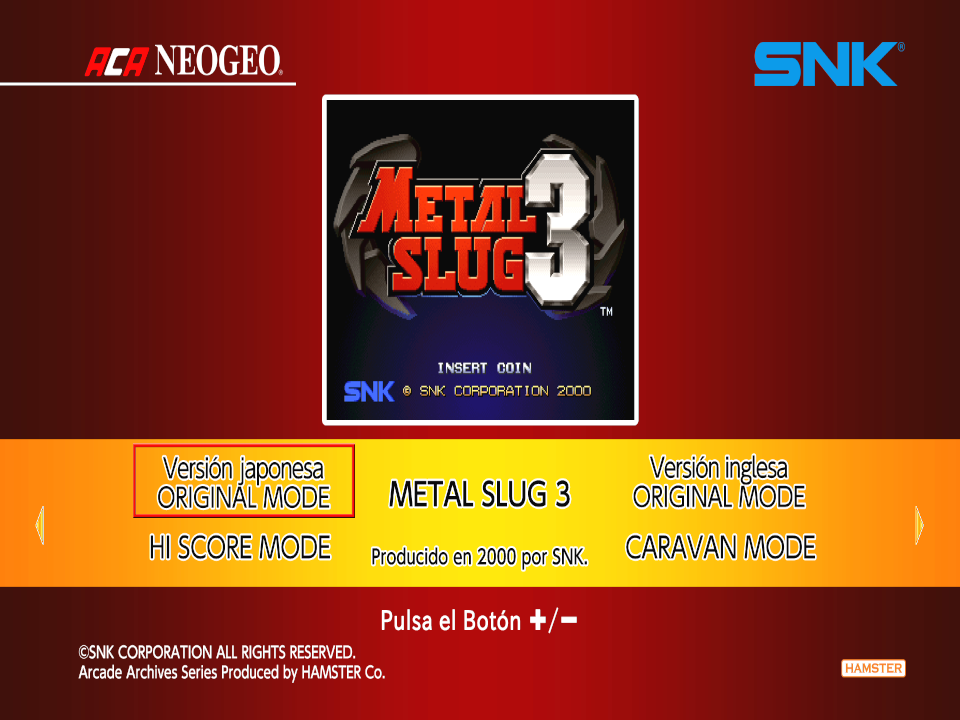 ACA NEOGEO®
SNK®
METAL
SLUG 3
TM
INSERT COIN
SNK © SNK CORPORATION 2000
Versión japonesa
ORIGINAL MODE
METAL SLUG 3
Versión inglesa
ORIGINAL MODE
HI SCORE MODE
Producido en 2000 por SNK.
CARAVAN MODE
Pulsa el Botón +/−
©SNK CORPORATION ALL RIGHTS RESERVED.
Arcade Archives Series Produced by HAMSTER Co.
HAMSTER